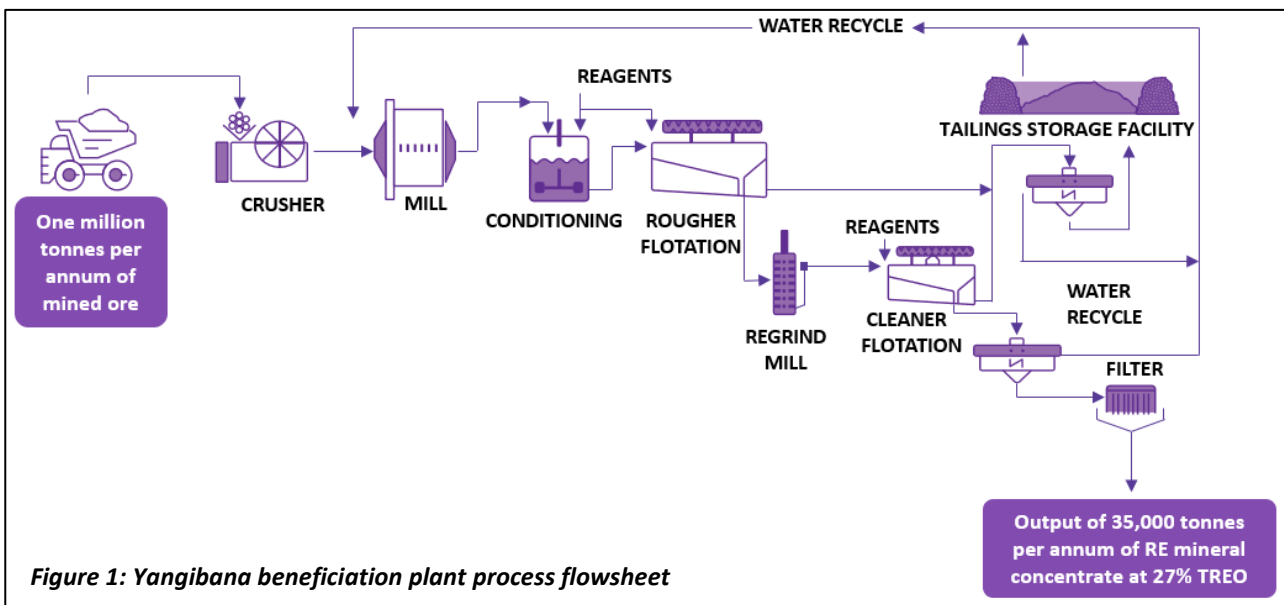 WATER RECYCLE
REAGENTS
TAILINGS STORAGE FACILITY
CRUSHER
MILL
CONDITIONING
ROUGHER
FLOTATION
One million
tonnes per
annum of
mined ore
REAGENTS
REGRIND
MILL
CLEANER
FLOTATION
WATER
RECYCLE
FILTER
Output of 35,000 tonnes
per annum of RE mineral
concentrate at 27% TREO
Figure 1: Yangibana beneficiation plant process flowsheet